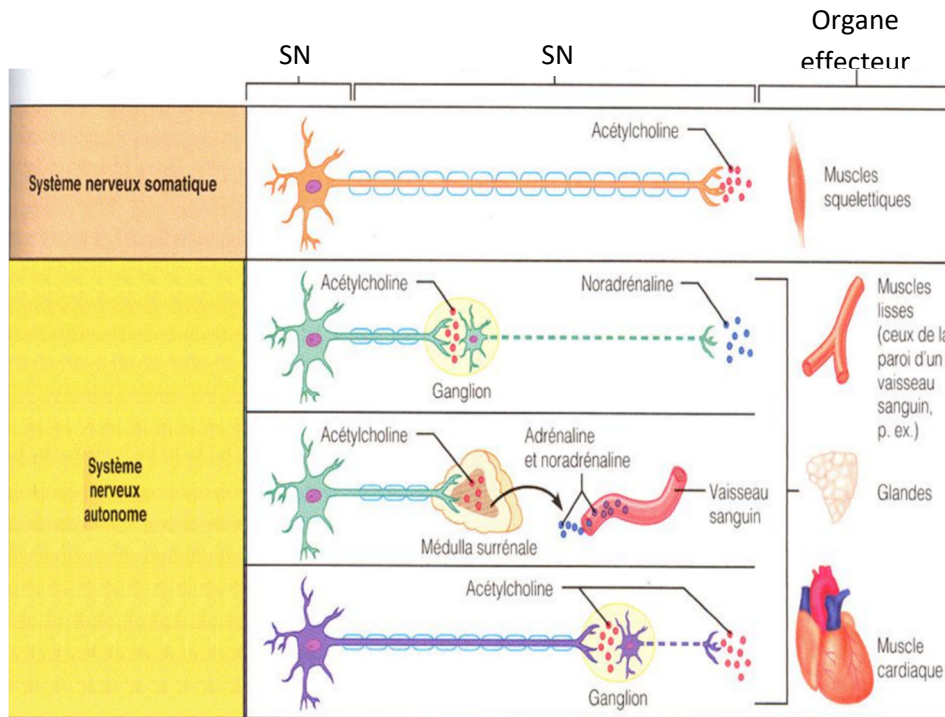 Organe
SN
SN
effecteur
Acétylcholine
Système nerveux somatique
Muscles
squelettiques
Acétylcholine
Noradrénaline
Ganglion
Muscles
lisses
(ceux de la
paroi d'un
vaisseau
sanguin,
p. ex.)
Système
nerveux
autonome
Acétylcholine
Adrénaline
et noradrénaline
Vaisseau
sanguin
Médulla surrénale
Glandes
Acétylcholine
Ganglion
Muscle
cardiaque